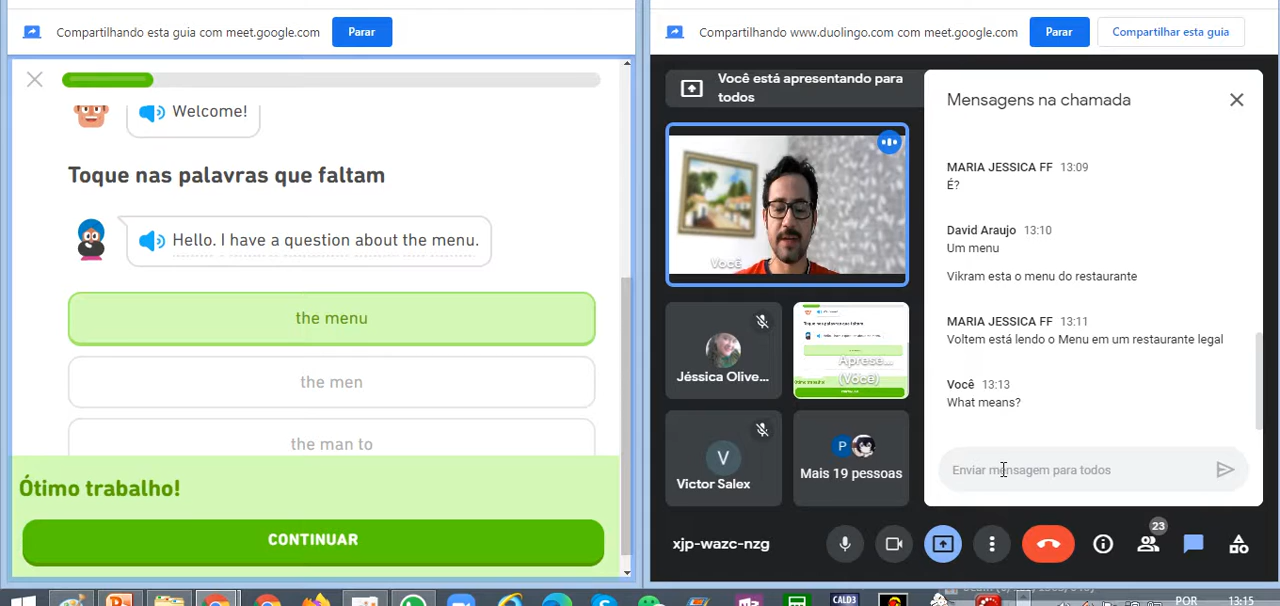 Compartilhando esta guia com meet.google.com
Parar
Welcome!
Toque nas palavras que faltam
Hello. I have a question about the menu.
the menu
the men
the man to
Ótimo trabalho!
CONTINUAR
Compartilhando www.duolingo.com com meet.google.com
Parar
Compartilhar esta guia
Você está apresentando para
todos
Você
Jéssica Olive...
Aprese...
(Você)
V
Victor Salex
P
Mais 19 pessoas
Mensagens na chamada
MARIA JESSICA FF 13:09
É?
David Araujo 13:10
Um menu
Vikram esta o menu do restaurante
MARIA JESSICA FF 13:11
Voltem está lendo o Menu em um restaurante legal
Você 13:13
What means?
Enviar mensagem para todos
xjp-wazc-nzg
23
CALD3
POR
13:15